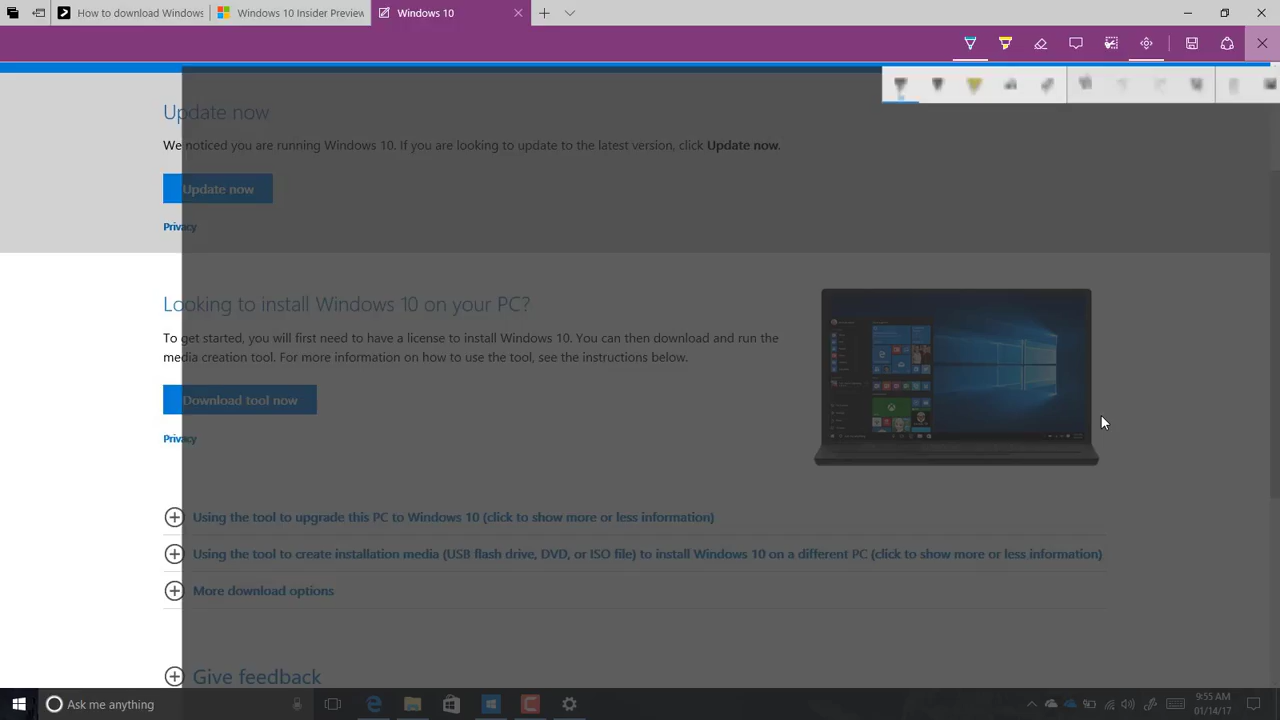 How to download Windows
Windows 10 Insider Preview
Windows 10
Update now
We noticed you are running Windows 10. If you are looking to update to the latest version, click Update now.
Update now
Privacy
Looking to install Windows 10 on your PC?
To get started, you will first need to have a license to install Windows 10. You can then download and run the
media creation tool. For more information on how to use the tool, see the instructions below.
Download tool now
Privacy
Using the tool to upgrade this PC to Windows 10 (click to show more or less information)
Using the tool to create installation media (USB flash drive, DVD, or ISO file) to install Windows 10 on a different PC (click to show more or less information)
More download options
Give feedback
Ask me anything
9:55 AM
01/14/17